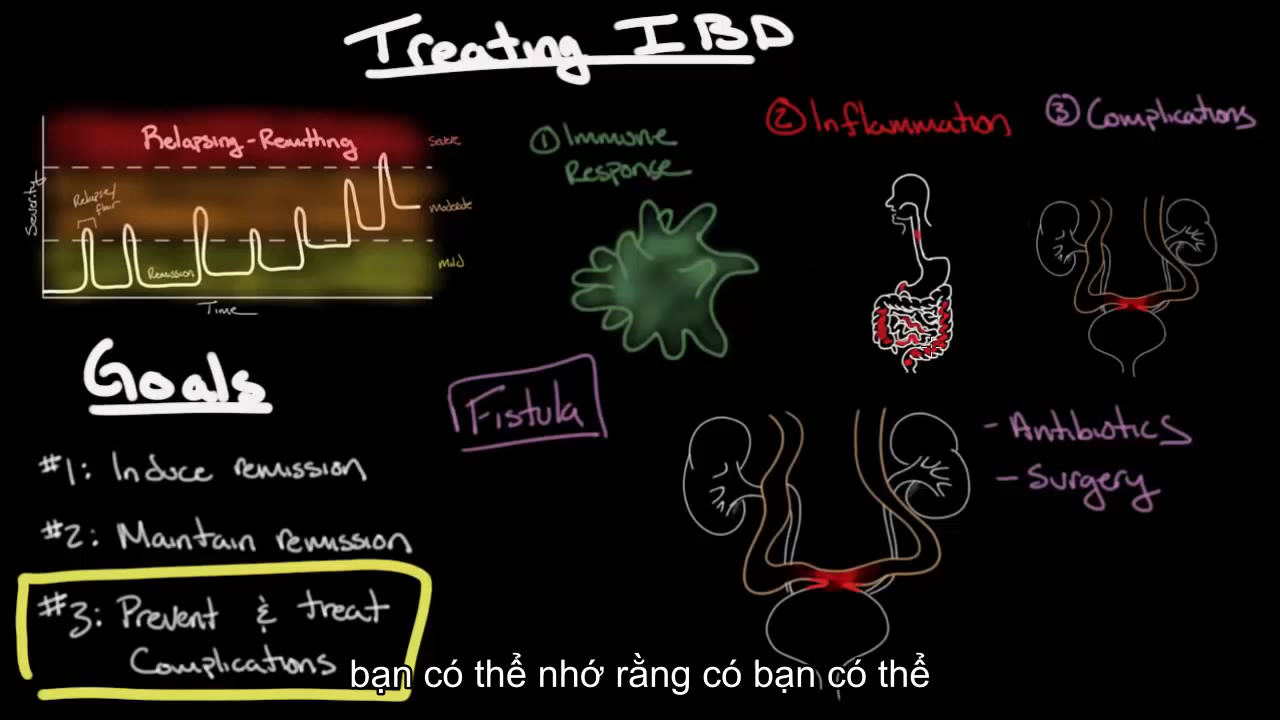 Treating IBD
Relapsing-Remitting
Severe
Moderate
Mild
Severity
Relapse/
flair
Remission
Time
① Immune
Response
② Inflammation
③ Complications
Goals
#1: Induce remission
#2: Maintain remission
#3: Prevent & treat
Complications
Fistula
- Antibiotics
- Surgery
bạn có thể nhớ rằng có bạn có thể